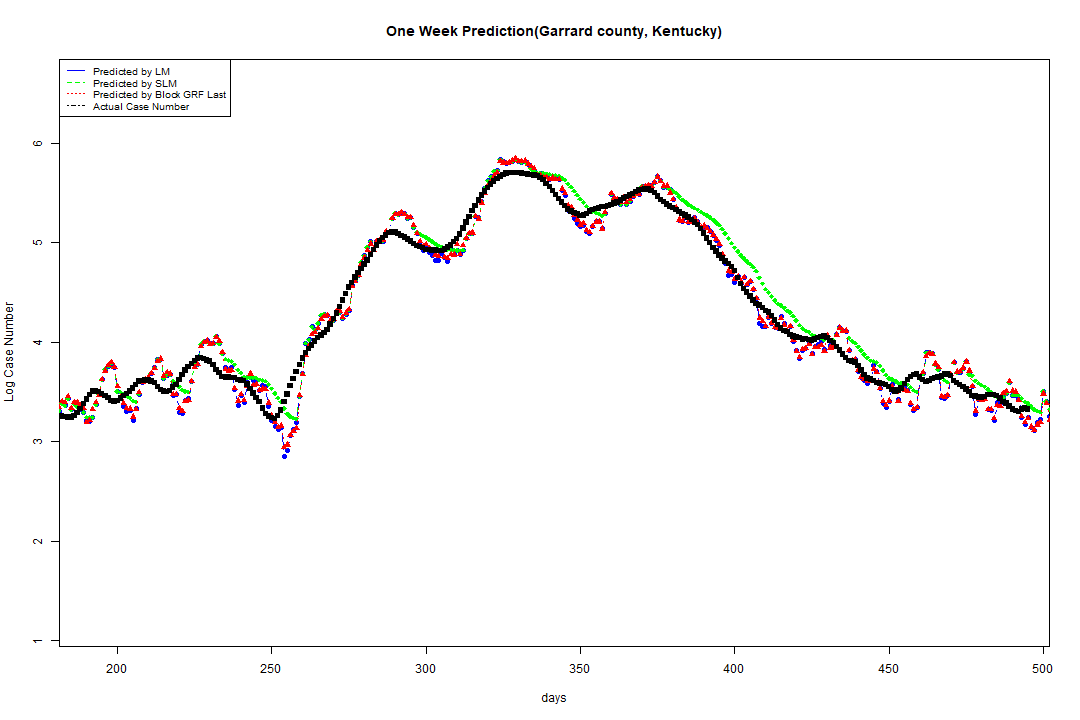 One Week Prediction(Garrard county, Kentucky)
Predicted by LM
Predicted by SLM
Predicted by Block GRF Last
Actual Case Number
6
5
4
3
2
1
Log Case Number
200 250 300 350 400 450 500
days